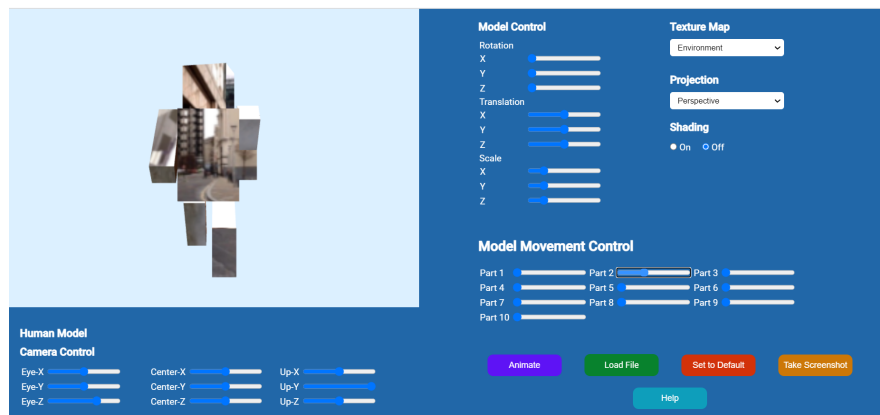 Model Control
Rotation
X
Y
Z
Translation
X
Y
Z
Scale
X
Y
Z
Texture Map
Environment
Projection
Perspective
Shading
On Off
Model Movement Control
Part 1 Part 2 Part 3
Part 4 Part 5 Part 6
Part 7 Part 8 Part 9
Part 10
Animate Load File Set to Default Take Screenshot
Help
Human Model
Camera Control
Eye-X Center-X Up-X
Eye-Y Center-Y Up-Y
Eye-Z Center-Z Up-Z